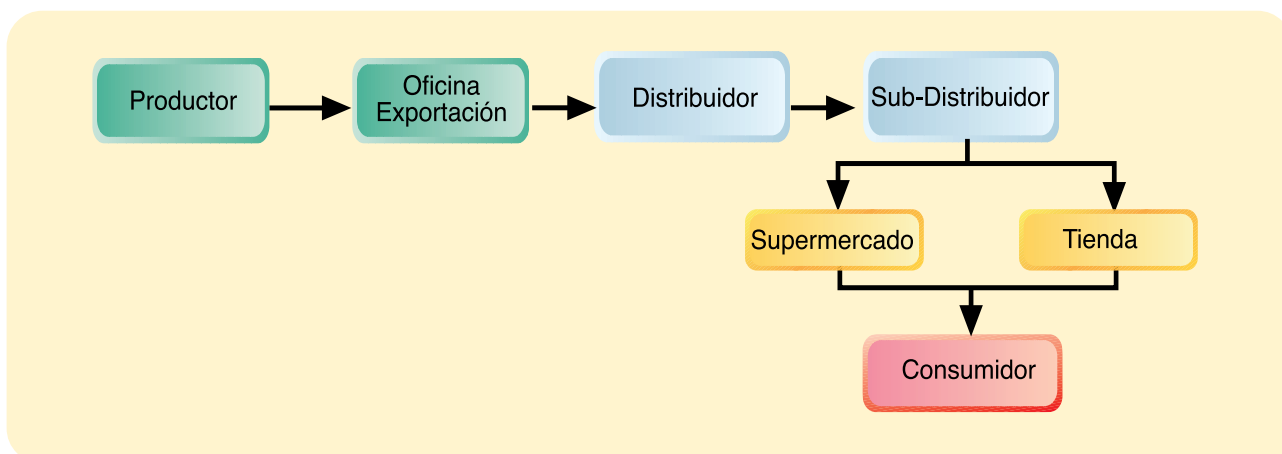 Productor
Oficina
Exportación
Distribuidor
Sub-Distribuidor
Supermercado
Tienda
Consumidor